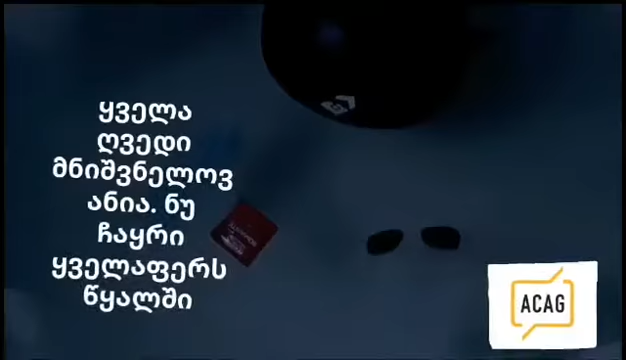 ყველა
ღვედი
მნიშვნელოვ
ანია. ნუ
ჩაყრი
ყველაფერს
წყალში
ACAG